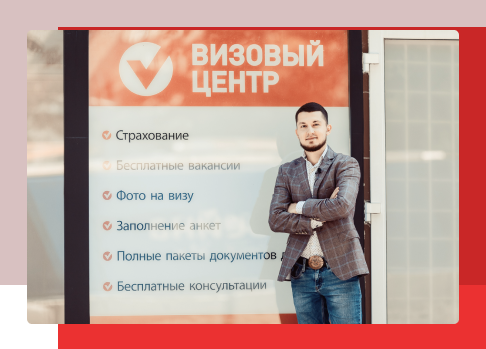 ВИЗОВЫЙ
ЦЕНТР
Страхование
Бесплатные вакансии
Фото на визу
Заполнение анкет
Полные пакеты документов
Бесплатные консультации